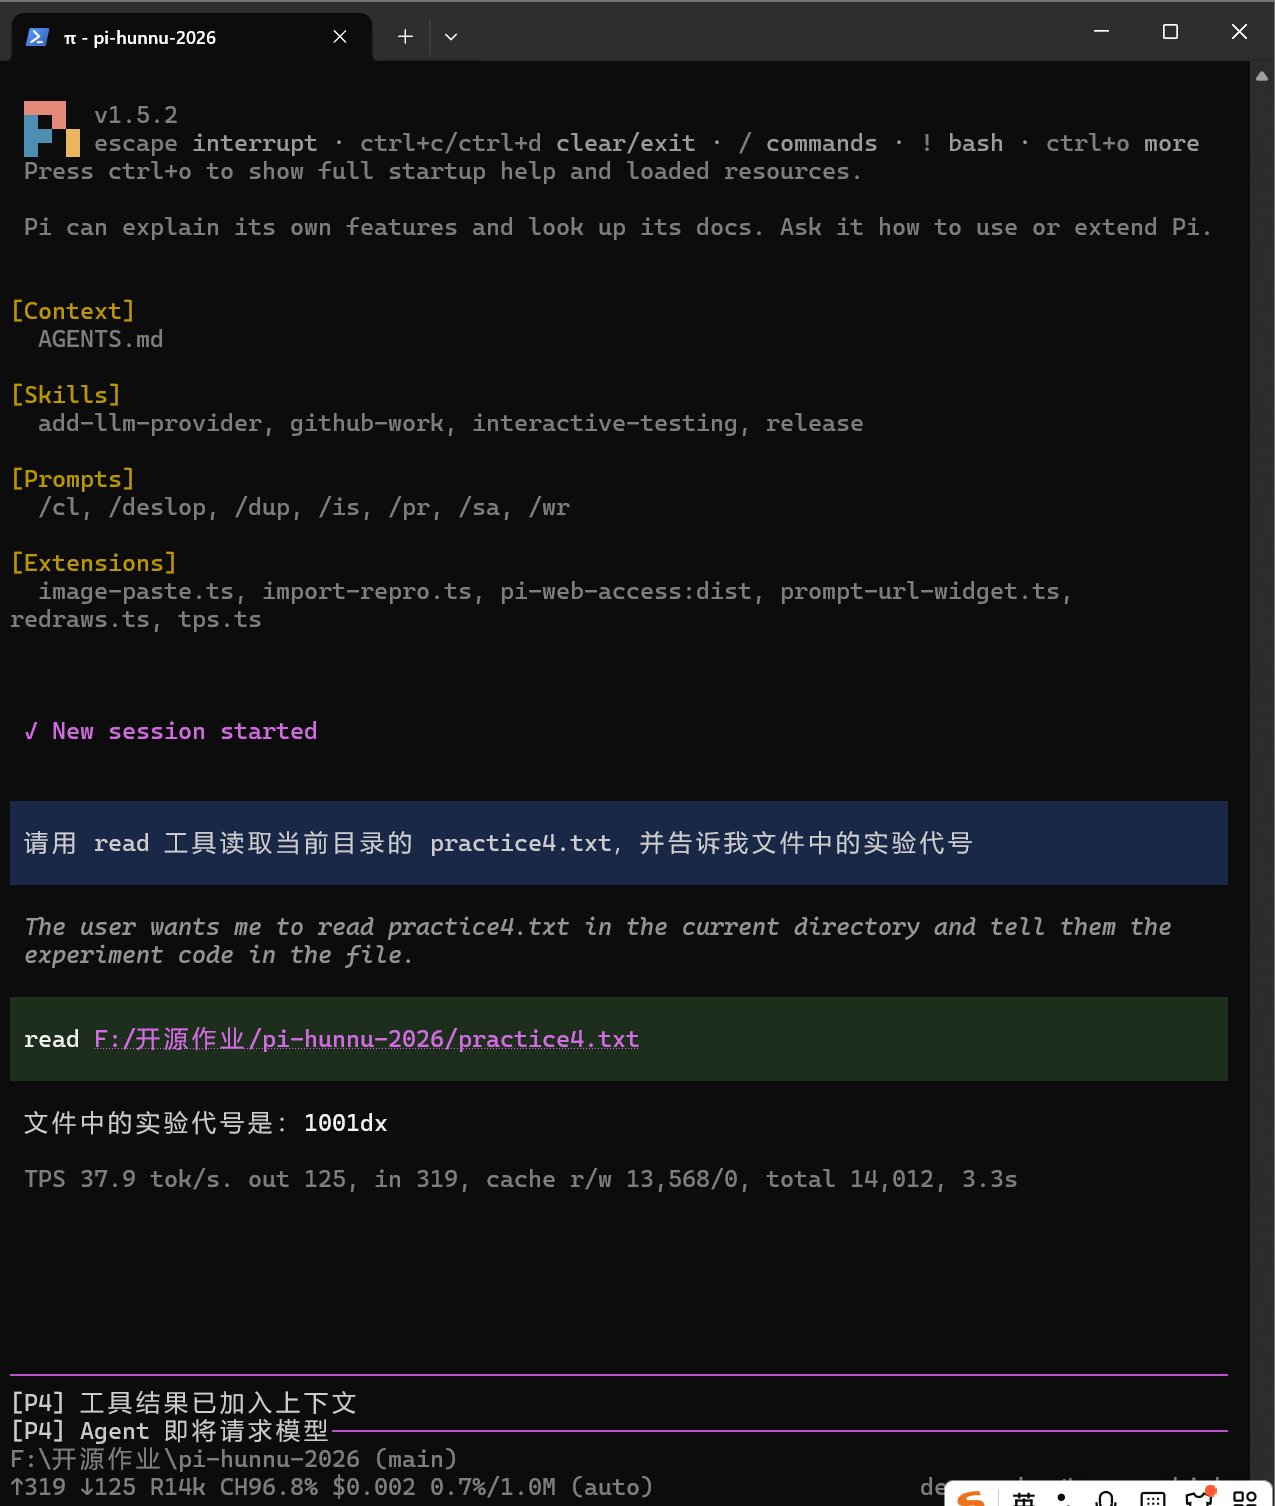 π - pi-hunnu-2026
v1.5.2
escape interrupt · ctrl+c/ctrl+d clear/exit · / commands · ! bash · ctrl+o more
Press ctrl+o to show full startup help and loaded resources.
Pi can explain its own features and look up its docs. Ask it how to use or extend Pi.
[Context]
AGENTS.md
[Skills]
add-llm-provider, github-work, interactive-testing, release
[Prompts]
/cl, /deslop, /dup, /is, /pr, /sa, /wr
[Extensions]
image-paste.ts, import-repro.ts, pi-web-access:dist, prompt-url-widget.ts,
redraws.ts, tps.ts
√ New session started
请用 read 工具读取当前目录的 practice4.txt，并告诉我文件中的实验代号
The user wants me to read practice4.txt in the current directory and tell them the
experiment code in the file.
read F:/开源作业/pi-hunnu-2026/practice4.txt
文件中的实验代号是：1001dx
TPS 37.9 tok/s. out 125, in 319, cache r/w 13,568/0, total 14,012, 3.3s
[P4] 工具结果已加入上下文
[P4] Agent 即将请求模型
F:\开源作业\pi-hunnu-2026 (main)
↑319 ↓125 R14k CH96.8% $0.002 0.7%/1.0M (auto)
英